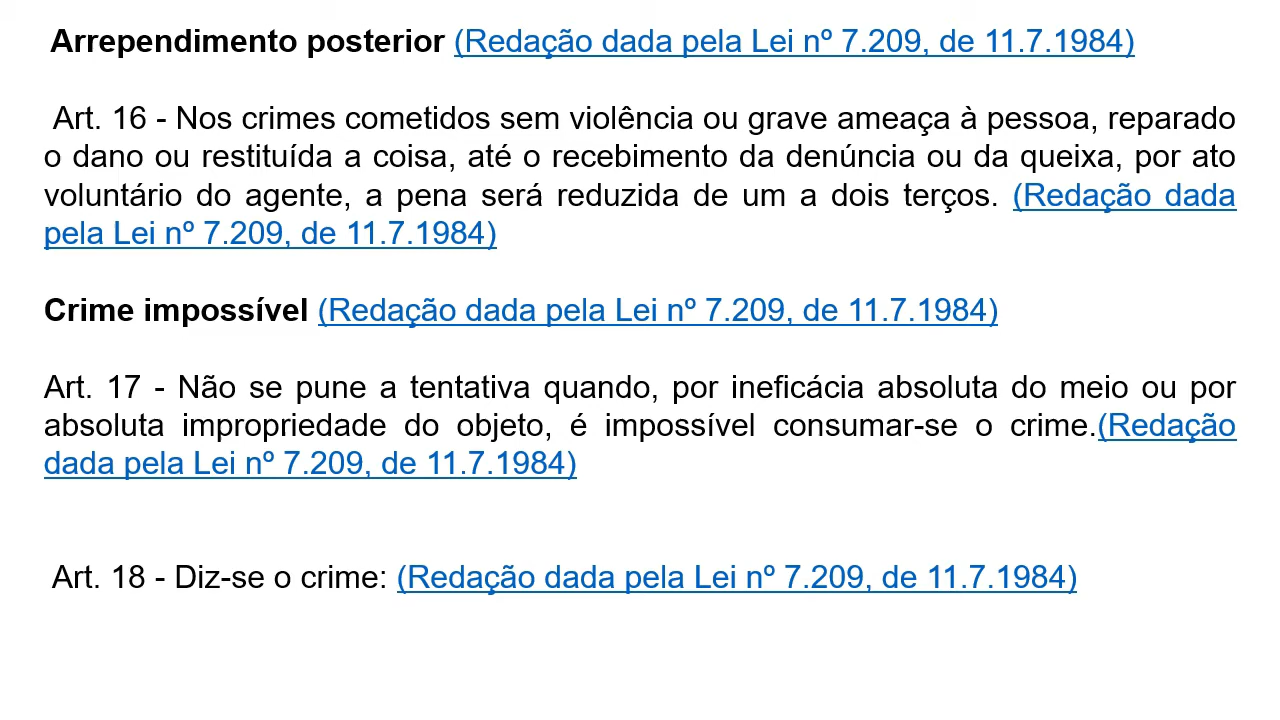 Arrependimento posterior (Redação dada pela Lei nº 7.209, de 11.7.1984)
Art. 16 - Nos crimes cometidos sem violência ou grave ameaça à pessoa, reparado
o dano ou restituída a coisa, até o recebimento da denúncia ou da queixa, por ato
voluntário do agente, a pena será reduzida de um a dois terços. (Redação dada
pela Lei nº 7.209, de 11.7.1984)
Crime impossível (Redação dada pela Lei nº 7.209, de 11.7.1984)
Art. 17 - Não se pune a tentativa quando, por ineficácia absoluta do meio ou por
absoluta impropriedade do objeto, é impossível consumar-se o crime.(Redação
dada pela Lei nº 7.209, de 11.7.1984)
Art. 18 - Diz-se o crime: (Redação dada pela Lei nº 7.209, de 11.7.1984)